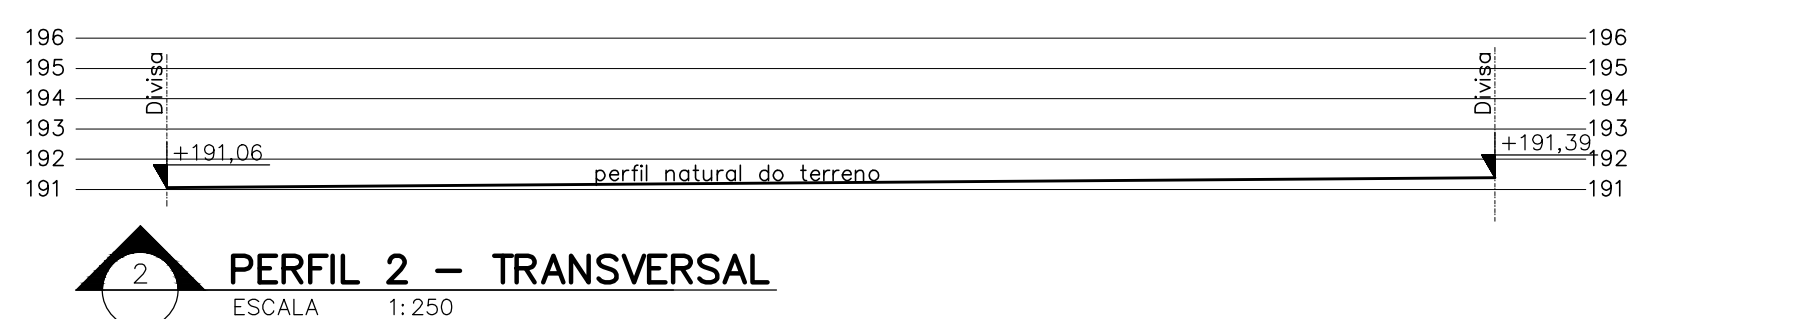 196 196
Divisa Divisa
195 195
194 194
193 193
+191,06 +191,39
192 192
perfil natural do terreno
191 191
2 PERFIL 2 - TRANSVERSAL
ESCALA 1:250